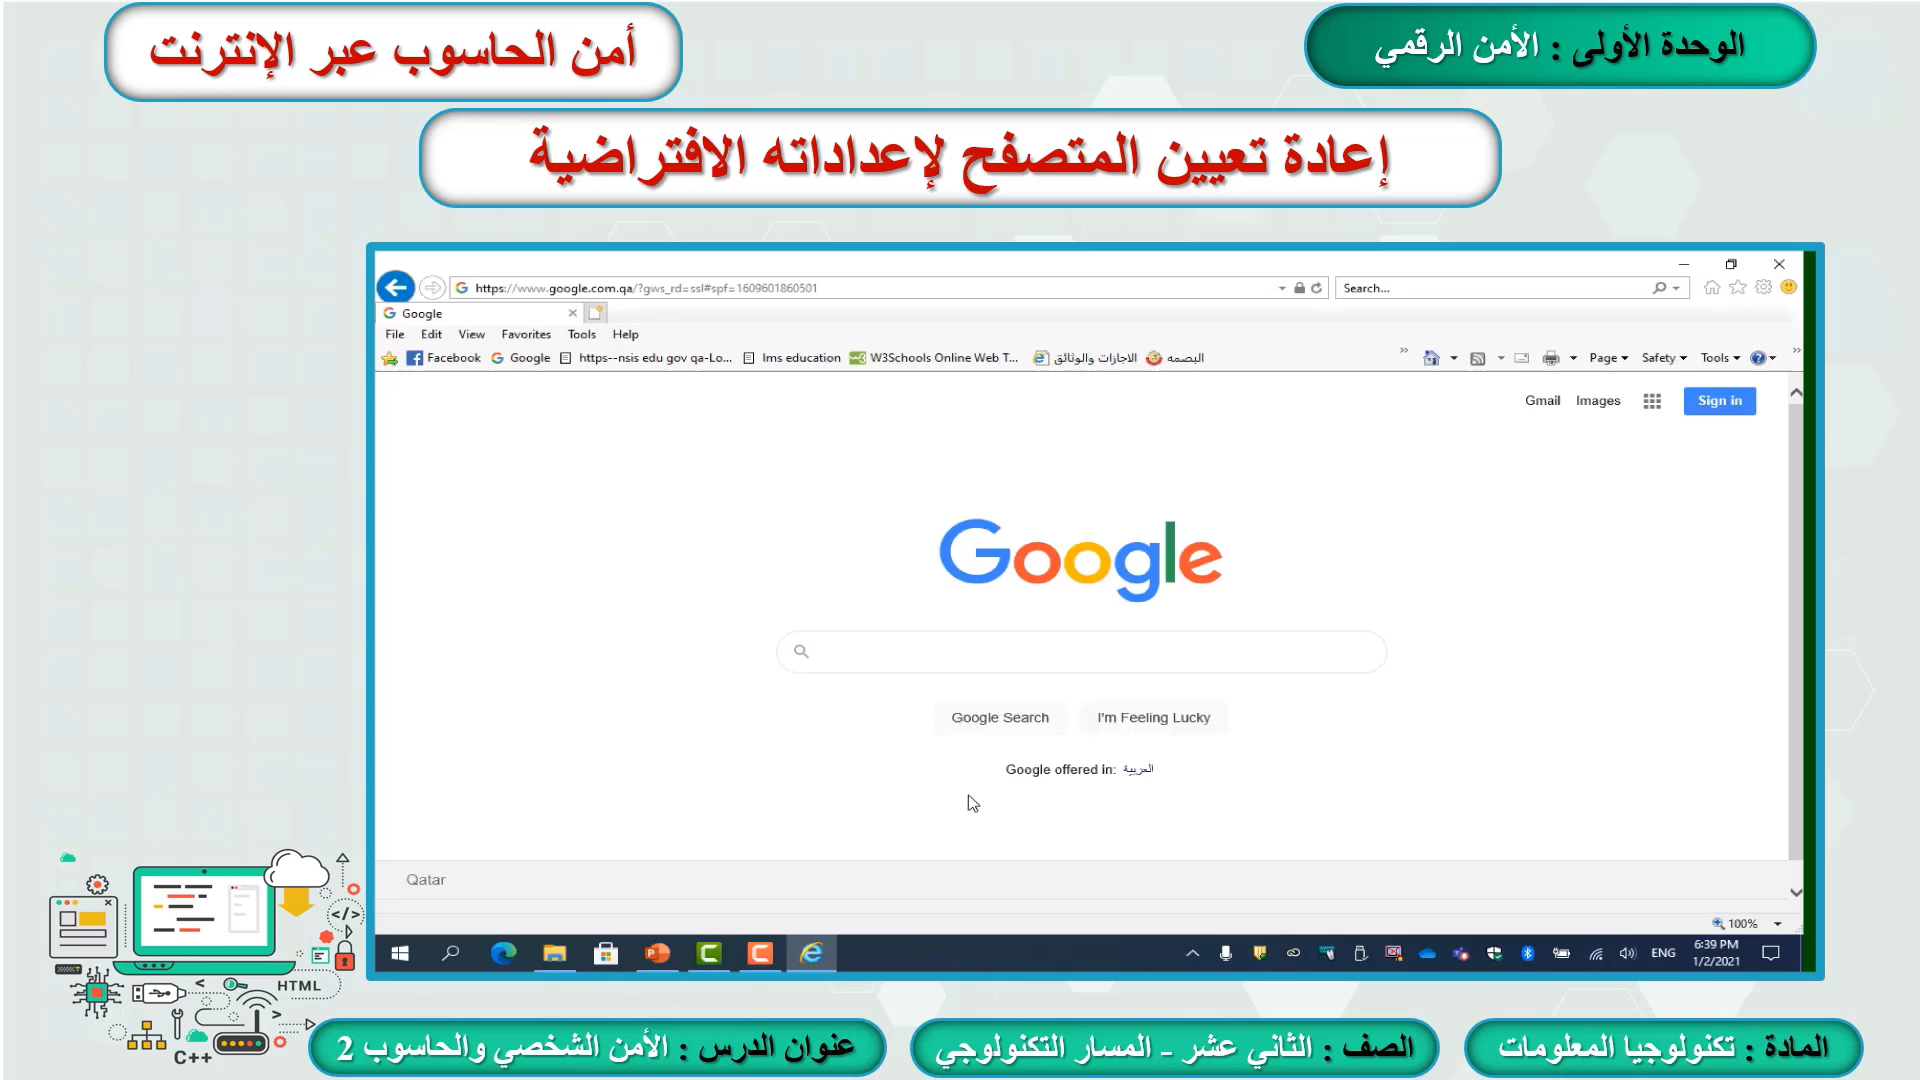 الوحدة الأولى : الأمن الرقمي
أمن الحاسوب عبر الإنترنت
إعادة تعيين المتصفح لإعداداته الافتراضية
https://www.google.com.qa/?gws_rd=ssl#spf=1609601860501
Search...
Google
File Edit View Favorites Tools Help
Facebook Google https--nsis edu gov qa-Lo... lms education W3Schools Online Web T... الاجازات والوثائق البصمه
Page Safety Tools
Gmail Images Sign in
Google
Google Search I'm Feeling Lucky
Google offered in: العربية
Qatar
100%
ENG
6:39 PM
1/2/2021
</>
HTML
C++
المادة : تكنولوجيا المعلومات
الصف : الثاني عشر - المسار التكنولوجي
عنوان الدرس : الأمن الشخصي والحاسوب 2